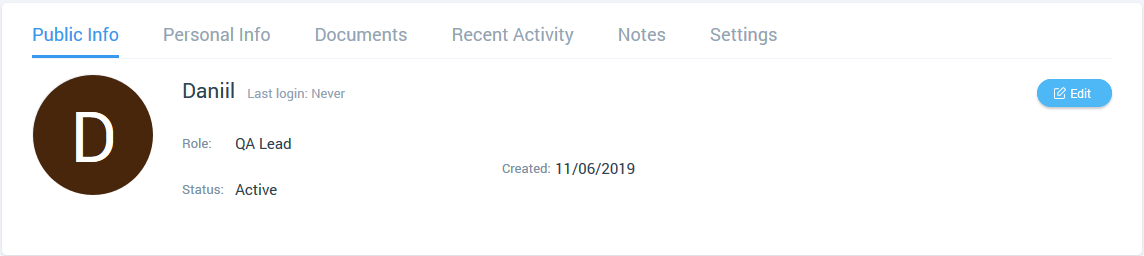 Public Info Personal Info Documents Recent Activity Notes Settings
D
Daniil Last login: Never
Edit
Role: QA Lead
Created: 11/06/2019
Status: Active